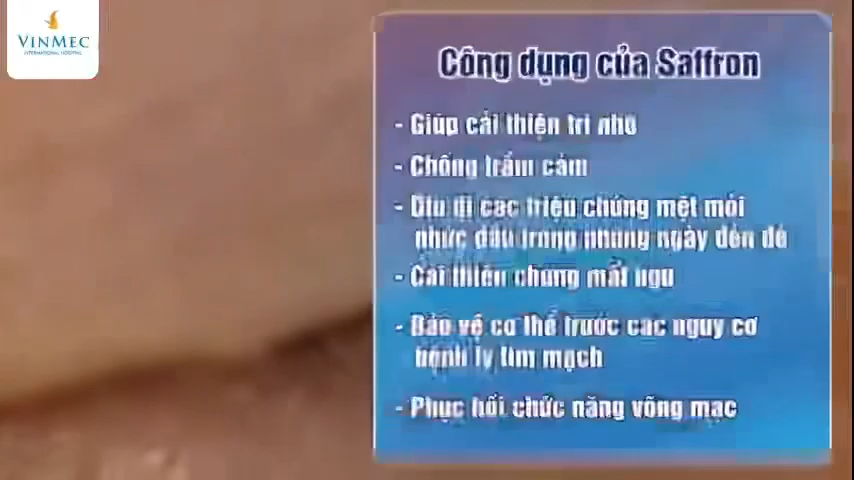 VINMEC
INTERNATIONAL HOSPITAL
Công dụng của Saffron
- Giúp cải thiện trí nhớ
- Chống trầm cảm
- Dịu đi các triệu chứng mệt mỏi
nhức đầu trong những ngày đèn đỏ
- Cải thiện chứng mất ngủ
- Bảo vệ cơ thể trước các nguy cơ
bệnh lý tim mạch
- Phục hồi chức năng võng mạc